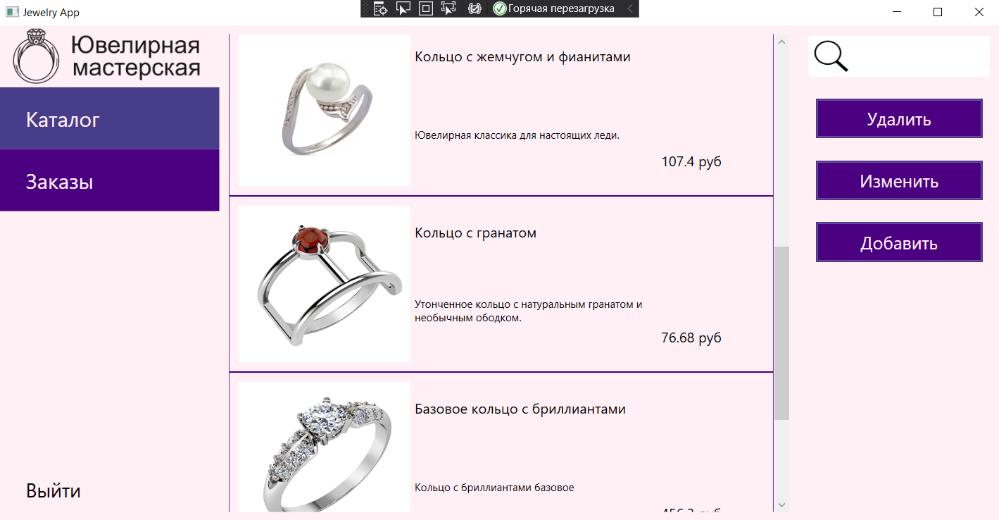 Jewelry App
Горячая перезагрузка
Ювелирная
мастерская
Каталог
Заказы
Выйти
Кольцо с жемчугом и фианитами
Ювелирная классика для настоящих леди.
107.4 руб
Кольцо с гранатом
Утонченное кольцо с натуральным гранатом и
необычным ободком.
76.68 руб
Базовое кольцо с бриллиантами
Кольцо с бриллиантами базовое
Удалить
Изменить
Добавить